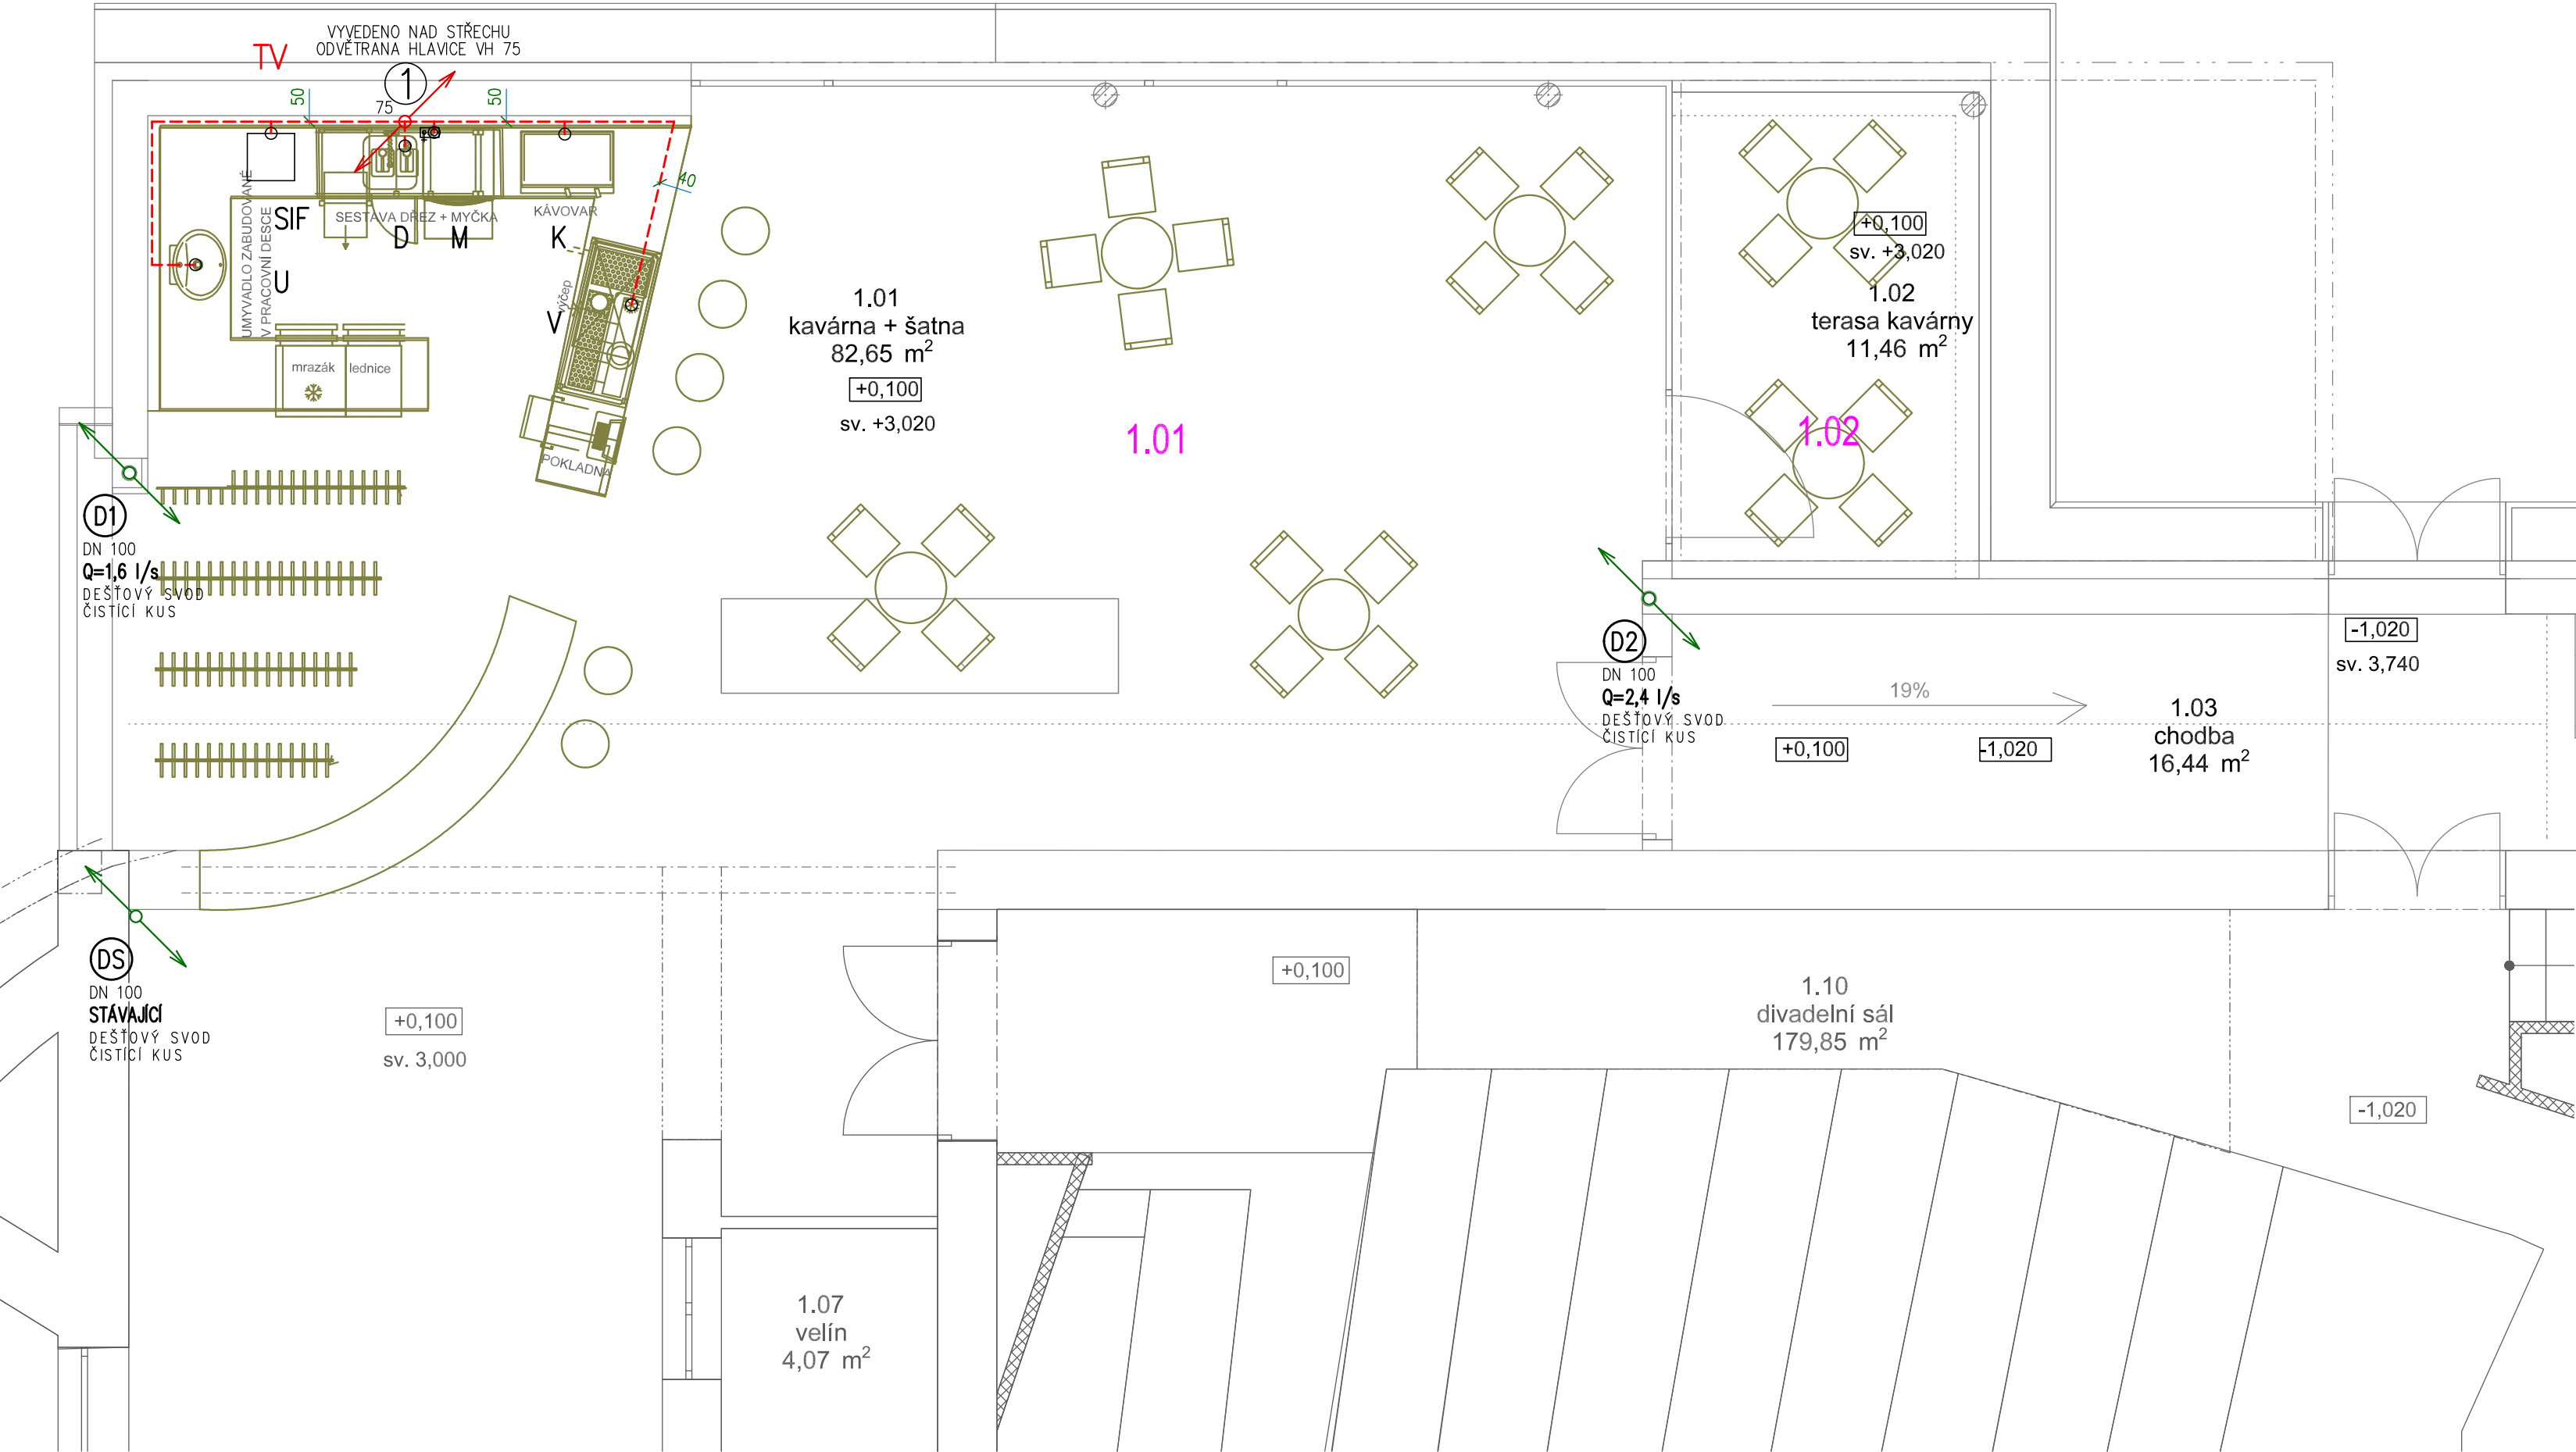 VYVEDENO NAD STŘECHU
ODVĚTRANA HLAVICE VH 75
TV
1
75
50
50
40
UMYVADLO ZABUDOVANÉ
V PRACOVNÍ DESCE
SIF
U
SESTAVA DŘEZ + MYČKA
D
M
KÁVOVAR
K
výčep
V
mrazák
lednice
POKLADNA
1.01
kavárna + šatna
82,65 m²
+0,100
sv. +3,020
1.01
+0,100
sv. +3,020
1.02
terasa kavárny
11,46 m²
1.02
D1
DN 100
Q=1,6 l/s
DEŠŤOVÝ SVOD
ČISTÍCÍ KUS
D2
DN 100
Q=2,4 l/s
DEŠŤOVÝ SVOD
ČISTÍCÍ KUS
19%
+0,100
-1,020
-1,020
sv. 3,740
1.03
chodba
16,44 m²
DS
DN 100
STÁVAJÍCÍ
DEŠŤOVÝ SVOD
ČISTÍCÍ KUS
+0,100
sv. 3,000
+0,100
1.10
divadelní sál
179,85 m²
-1,020
1.07
velín
4,07 m²